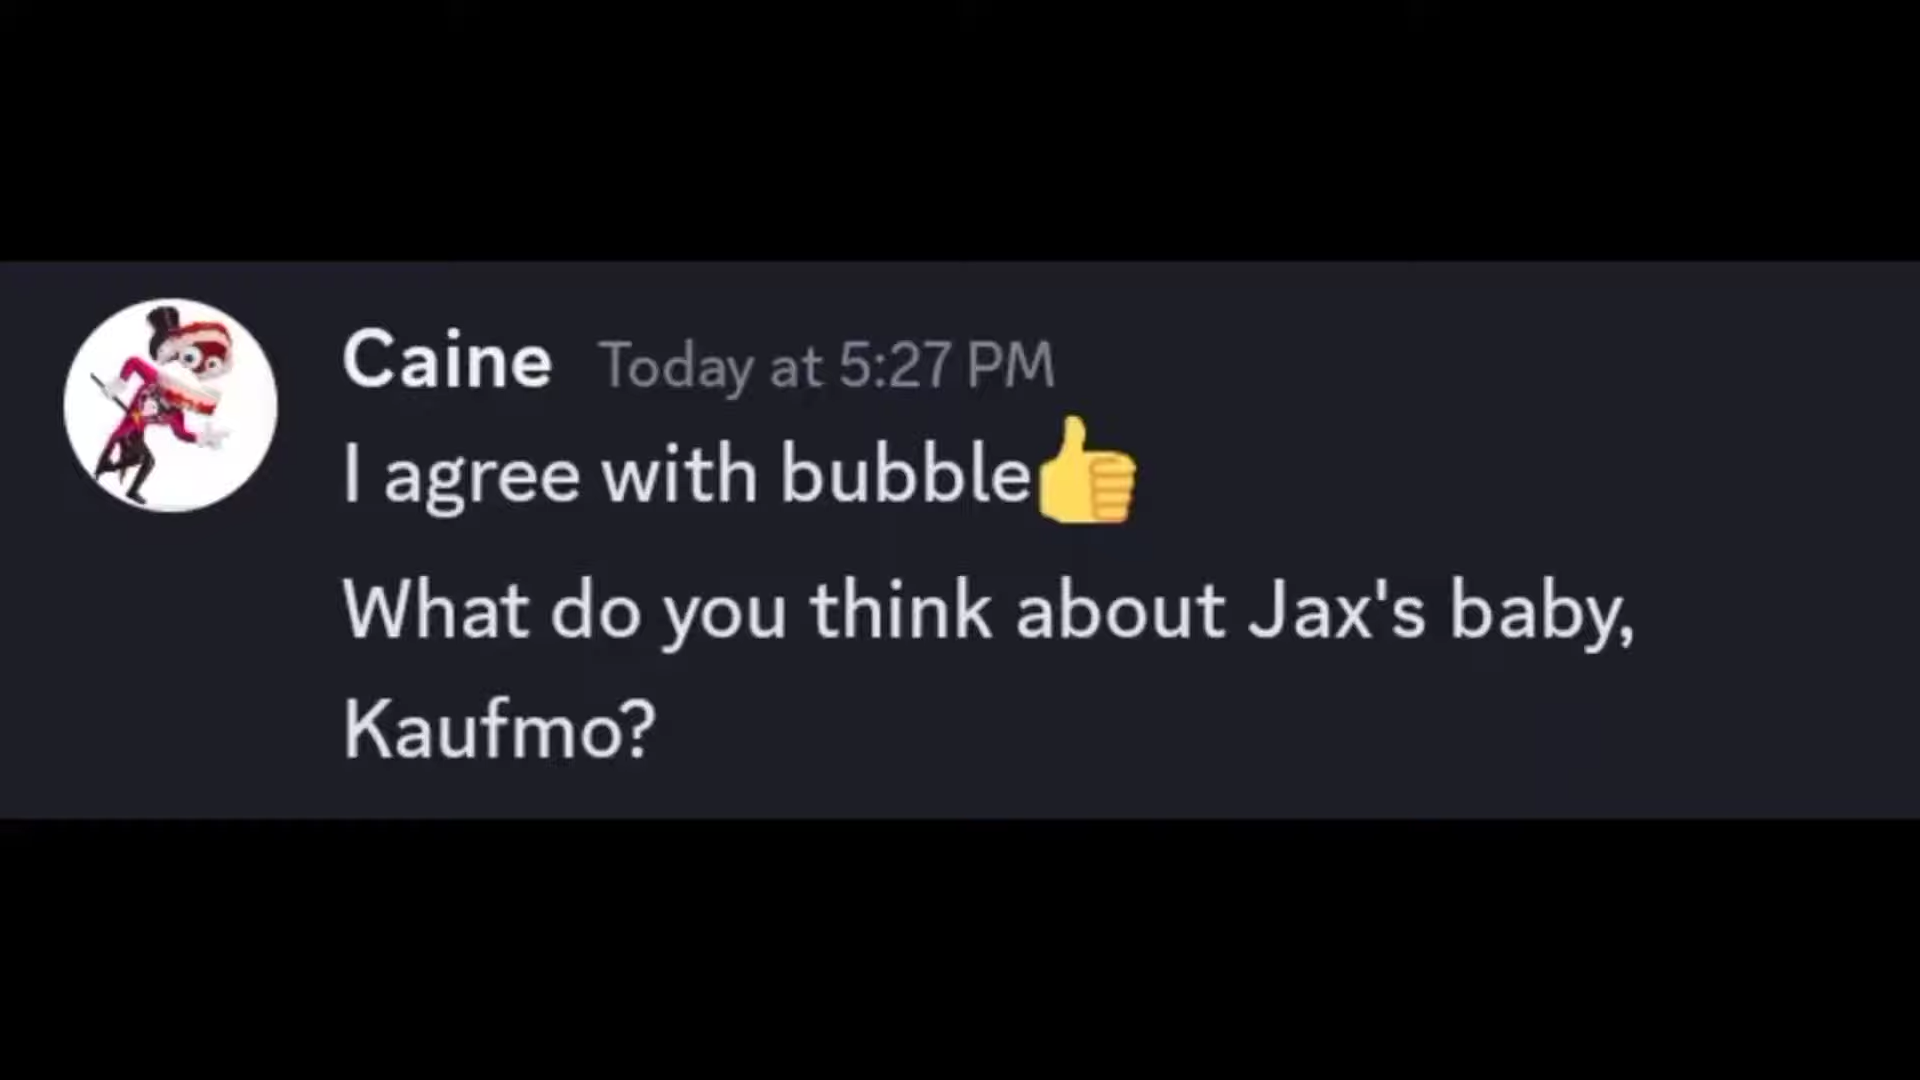 Caine Today at 5:27 PM
I agree with bubble👍
What do you think about Jax's baby,
Kaufmo?